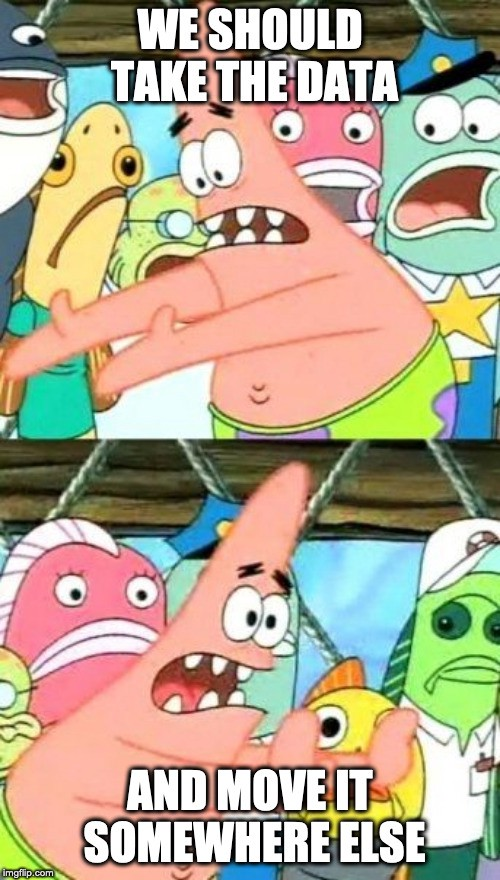 WE SHOULD
TAKE THE DATA
AND MOVE IT
SOMEWHERE ELSE
imgflip.com